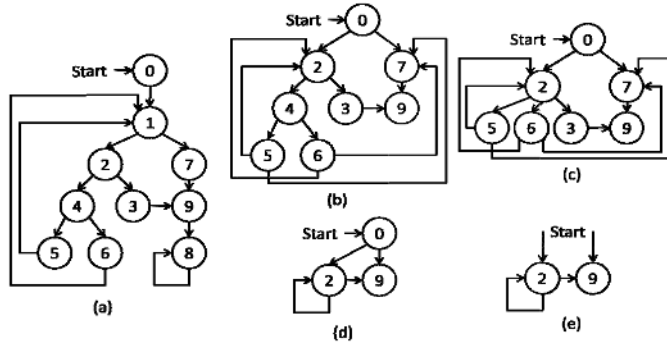 Start 0
1
2 7
4 3 9
5 6 8
(a)
Start 0
2 7
4 3 9
5 6
(b)
Start 0
2 7
5 6 3 9
(c)
Start 0
2 9
(d)
Start
2 9
(e)